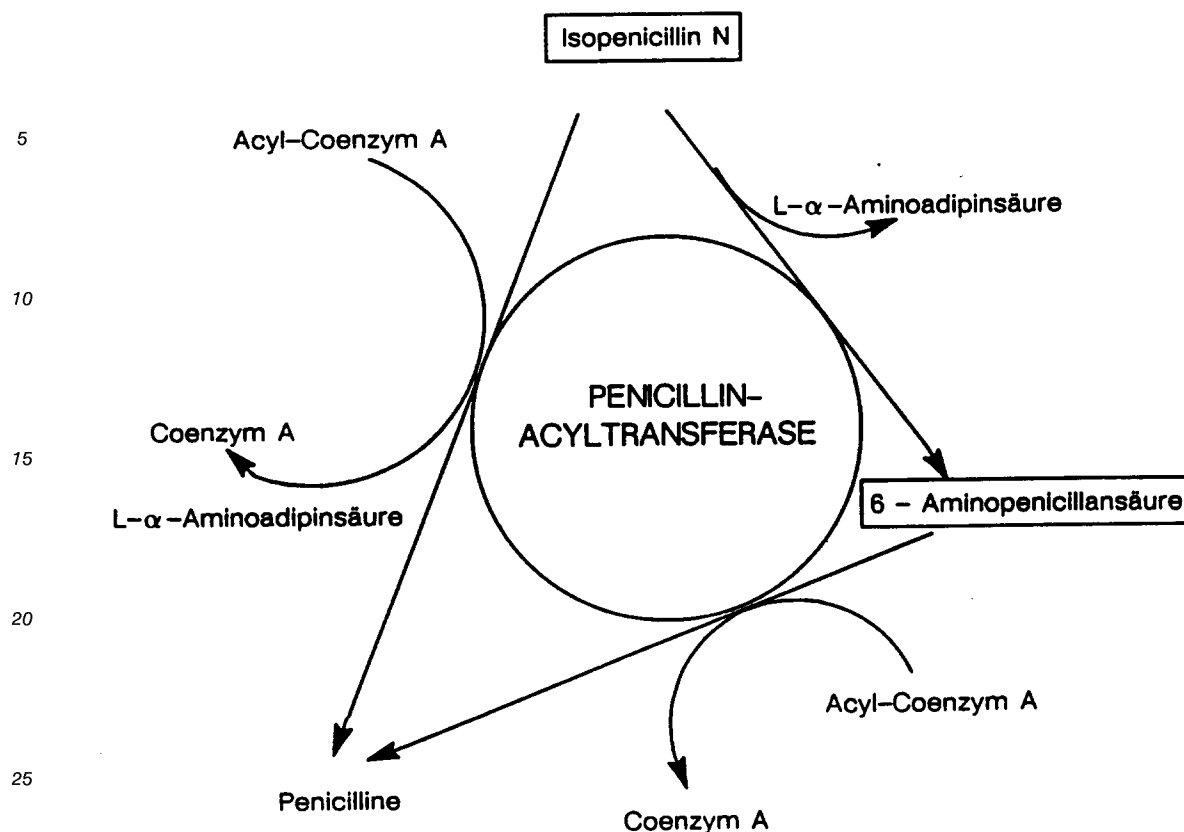 Isopenicillin N
5
Acyl-Coenzym A
L-α-Aminoadipinsäure
10
PENICILLIN-
ACYLTRANSFERASE
Coenzym A
15
L-α-Aminoadipinsäure
6 - Aminopenicillansäure
20
Acyl-Coenzym A
25
Penicilline
Coenzym A